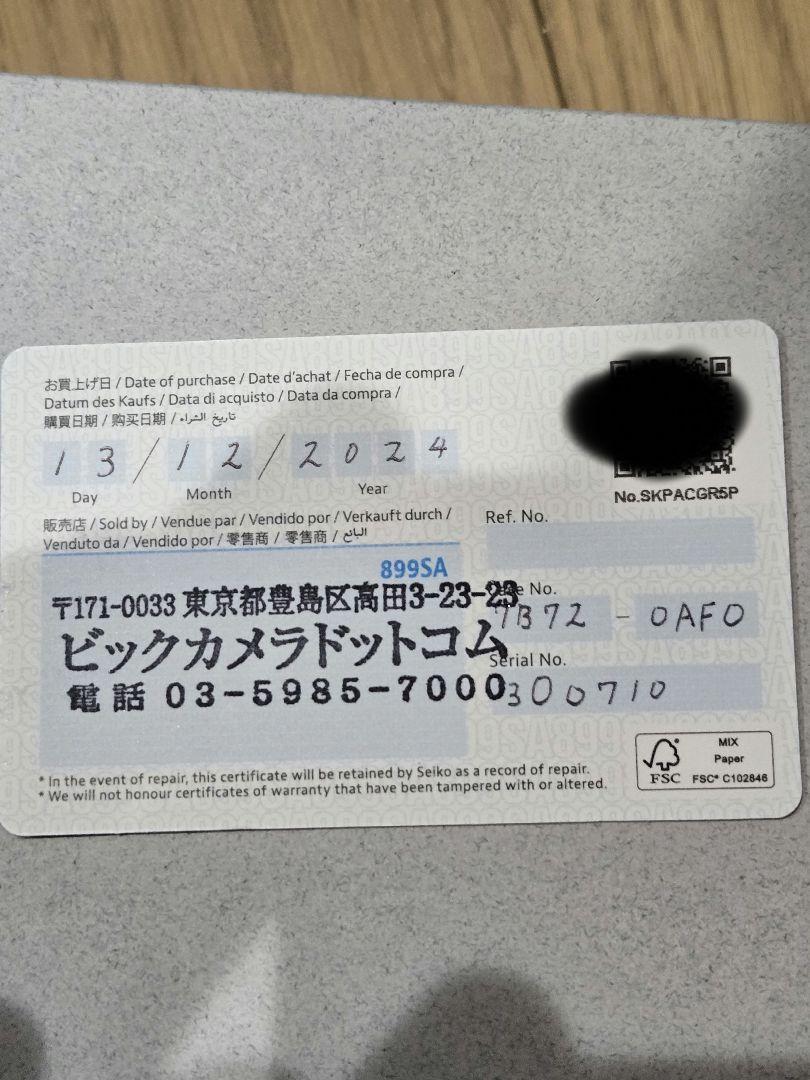 お買上げ日 / Date of purchase / Date d'achat / Fecha de compra /
Datum des Kaufs / Data di acquisto / Data da compra /
購買日期 / 购买日期 / تاريخ الشراء
13 / 12 / 2024
Day Month Year
販売店 / Sold by / Vendue par / Vendido por / Verkauft durch /
Venduto da / Vendido por / 零售商 / 零售商 / البائع
899SA
〒171-0033 東京都豊島区高田3-23-23
ビックカメラドットコム
電話 03-5985-7000
No.SKPACGR5P
Ref. No.
No.
7B72 - 0AF0
Serial No.
300710
* In the event of repair, this certificate will be retained by Seiko as a record of repair.
* We will not honour certificates of warranty that have been tampered with or altered.
FSC
MIX
Paper
FSC® C102846